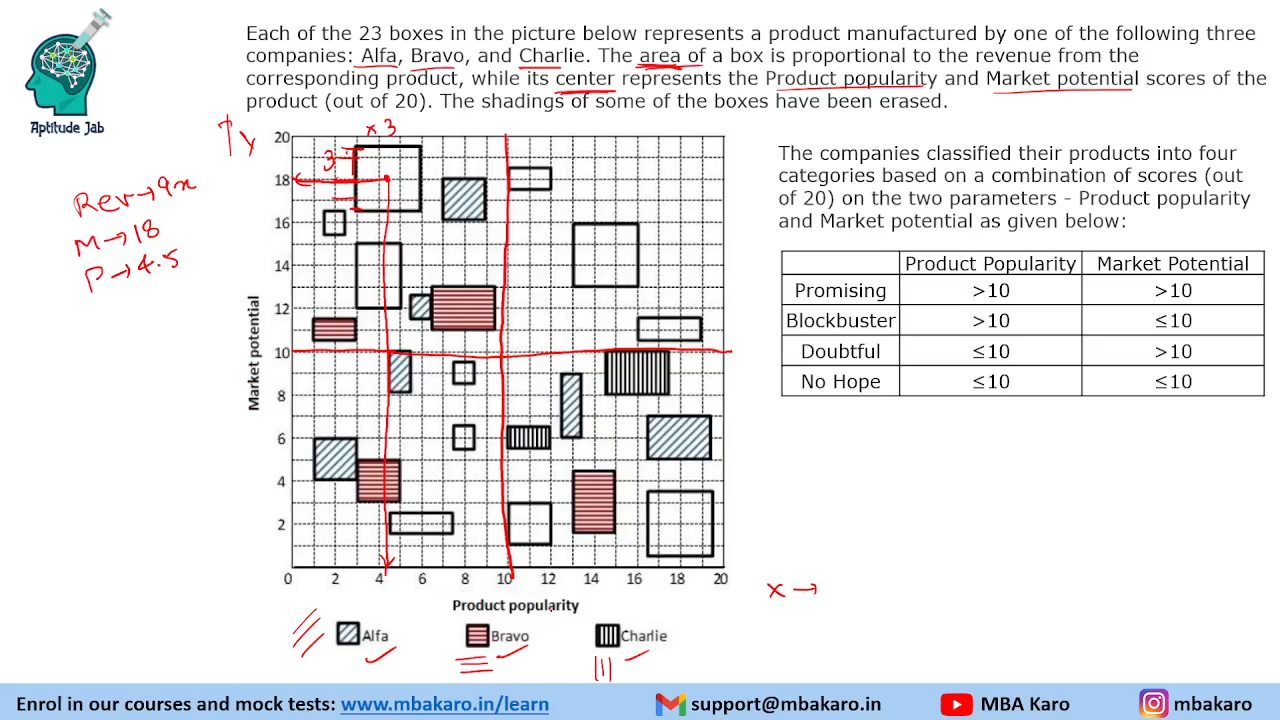 Each of the 23 boxes in the picture below represents a product manufactured by one of the following three
companies: Alfa, Bravo, and Charlie. The area of a box is proportional to the revenue from the
corresponding product, while its center represents the Product popularity and Market potential scores of the
product (out of 20). The shadings of some of the boxes have been erased.
Aptitude Jab
The companies classified their products into four
categories based on a combination of scores (out
of 20) on the two parameters - Product popularity
and Market potential as given below:
Product Popularity Market Potential
Promising >10 >10
Blockbuster >10 ≤10
Doubtful ≤10 >10
No Hope ≤10 ≤10
Y
x 3
3
Rev → 9x
M → 18
P → 4.5
Market potential
20
18
16
14
12
10
8
6
4
2
0 2 4 6 8 10 12 14 16 18 20
Product popularity
x →
Alfa Bravo Charlie
Enrol in our courses and mock tests: www.mbakaro.in/learn support@mbakaro.in MBA Karo mbakaro